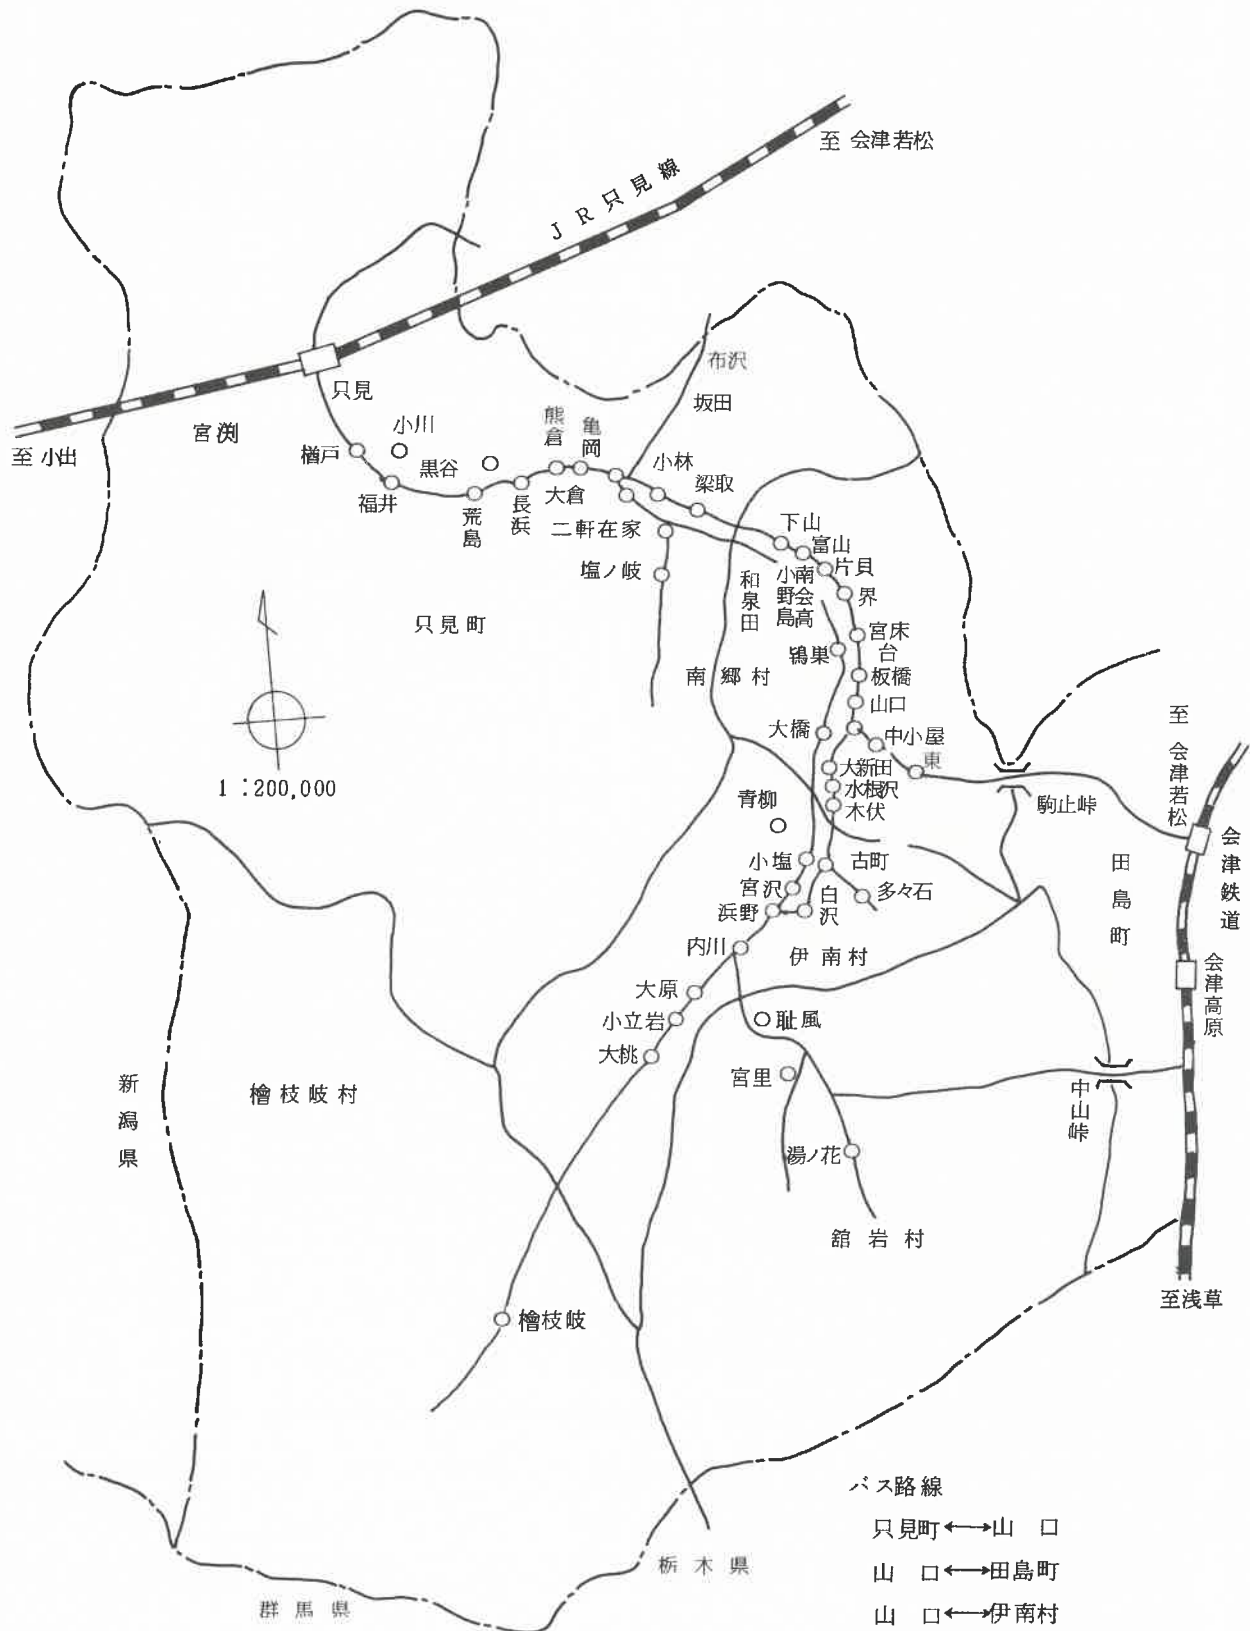 至 会津若松
JR只見線
布沢
坂田
只見
宮渕
至 小出
小川
楢戸
福井
黒谷
荒島
長浜
熊倉
亀岡
大倉
小林
梁取
二軒在家
塩ノ岐
下山
富山
片貝
界
和泉田
小野島
南会高
只見町
宮床
台
鴇巣
板橋
南郷村
山口
大橋
中小屋
東
至 会津若松
1:200,000
大新田
水根沢
木伏
駒止峠
青柳
会津鉄道
田島町
小塩
古町
宮沢
多々石
浜野
白沢
内川
伊南村
会津高原
大原
小立岩
耻風
大桃
宮里
中山峠
新潟県
檜枝岐村
湯ノ花
舘岩村
至浅草
檜枝岐
バス路線
只見町←→山 口
山 口←→田島町
山 口←→伊南村
栃木県
群馬県